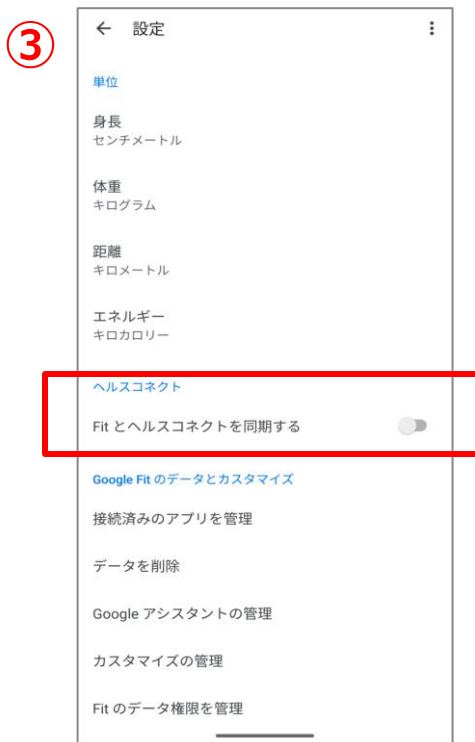 ③
設定
単位
身長
センチメートル
体重
キログラム
距離
キロメートル
エネルギー
キロカロリー
ヘルスコネクト
Fit とヘルスコネクトを同期する
Google Fit のデータとカスタマイズ
接続済みのアプリを管理
データを削除
Google アシスタントの管理
カスタマイズの管理
Fit のデータ権限を管理